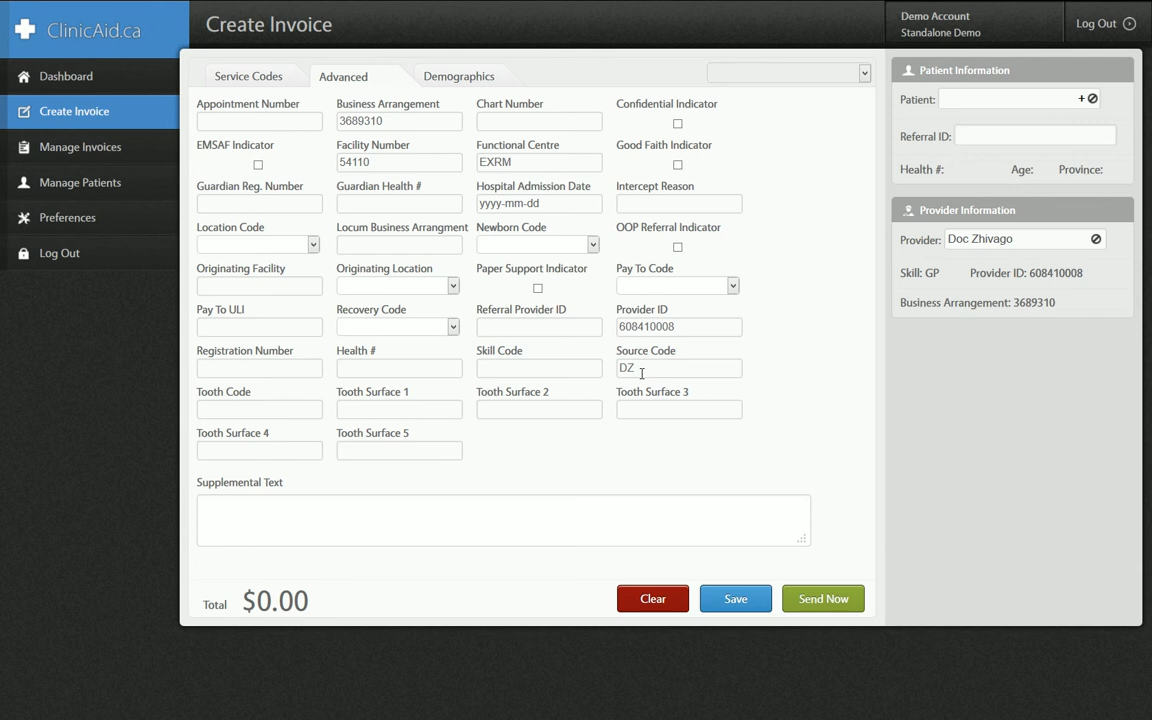 ClinicAid.ca
Create Invoice
Demo Account
Standalone Demo
Log Out
Dashboard
Create Invoice
Manage Invoices
Manage Patients
Preferences
Log Out
Service Codes
Advanced
Demographics
Appointment Number
Business Arrangement
Chart Number
Confidential Indicator
3689310
EMSAF Indicator
Facility Number
Functional Centre
Good Faith Indicator
54110
EXRM
Guardian Reg. Number
Guardian Health #
Hospital Admission Date
Intercept Reason
yyyy-mm-dd
Location Code
Locum Business Arrangment
Newborn Code
OOP Referral Indicator
Originating Facility
Originating Location
Paper Support Indicator
Pay To Code
Pay To ULI
Recovery Code
Referral Provider ID
Provider ID
608410008
Registration Number
Health #
Skill Code
Source Code
DZ
Tooth Code
Tooth Surface 1
Tooth Surface 2
Tooth Surface 3
Tooth Surface 4
Tooth Surface 5
Supplemental Text
Total $0.00
Clear
Save
Send Now
Patient Information
Patient:
Referral ID:
Health #: Age: Province:
Provider Information
Provider: Doc Zhivago
Skill: GP Provider ID: 608410008
Business Arrangement: 3689310